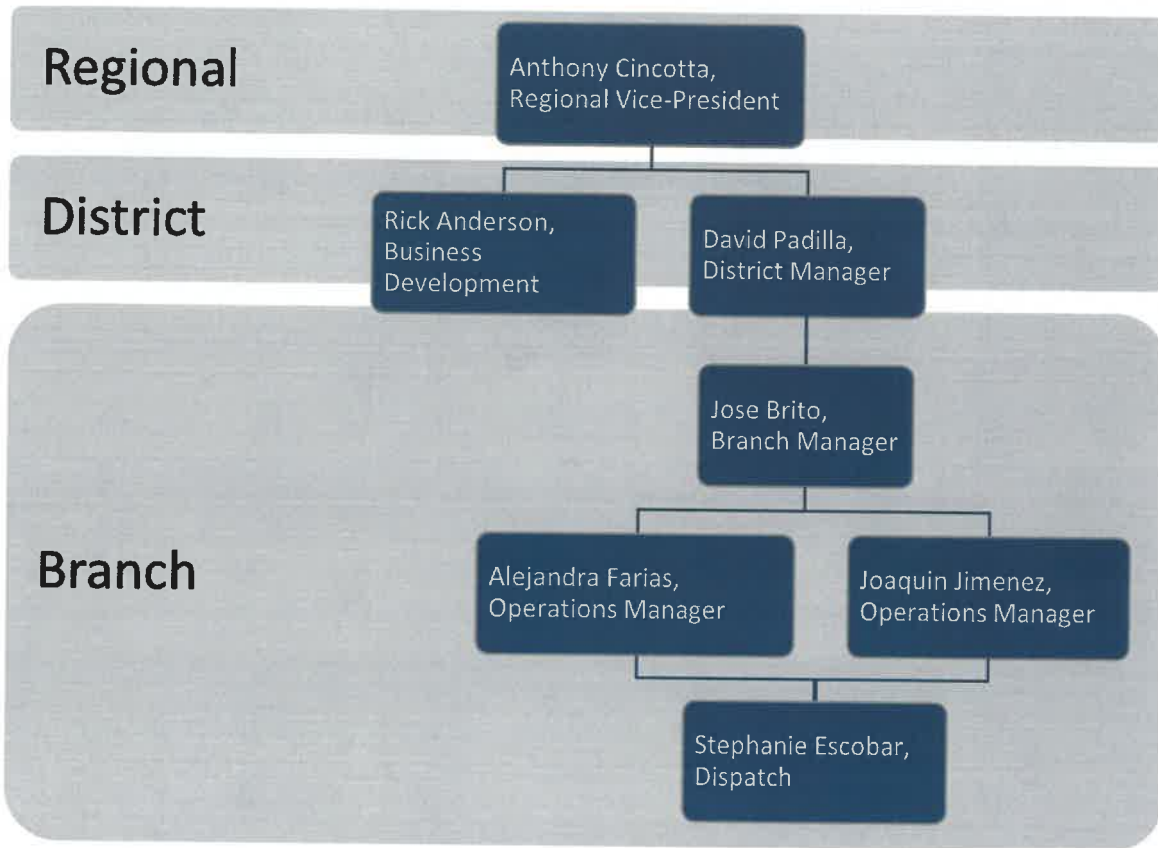 Regional
Anthony Cincotta,
Regional Vice-President
District
Rick Anderson,
Business
Development
David Padilla,
District Manager
Jose Brito,
Branch Manager
Branch
Alejandra Farias,
Operations Manager
Joaquin Jimenez,
Operations Manager
Stephanie Escobar,
Dispatch